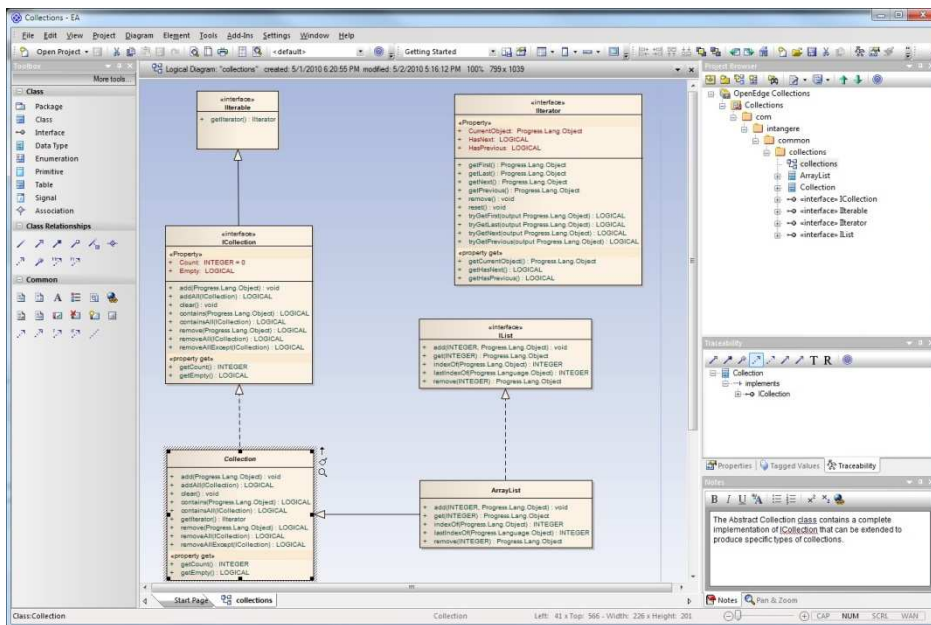 Collections - EA
File Edit View Project Diagram Element Tools Add-Ins Settings Window Help
Open Project
<default>
Getting Started
Toolbox
More tools...
Class
Package
Class
Interface
Data Type
Enumeration
Primitive
Table
Signal
Association
Class Relationships
Common
Logical Diagram: "collections" created: 5/1/2010 6:20:55 PM modified: 5/2/2010 5:16:12 PM 100% 799 x 1039
«interface»
IIterable
+ getIterator() : IIterator
«interface»
IIterator
«Property»
+ CurrentObject: Progress.Lang.Object
+ HasNext: LOGICAL
+ HasPrevious: LOGICAL
+ getFirst() : Progress.Lang.Object
+ getLast() : Progress.Lang.Object
+ getNext() : Progress.Lang.Object
+ getPrevious() : Progress.Lang.Object
+ remove() : void
+ reset() : void
+ tryGetFirst(output Progress.Lang.Object) : LOGICAL
+ tryGetLast(output Progress.Lang.Object) : LOGICAL
+ tryGetNext(output Progress.Lang.Object) : LOGICAL
+ tryGetPrevious(output Progress.Lang.Object) : LOGICAL
«property get»
+ getCurrentObject() : Progress.Lang.Object
+ getHasNext() : LOGICAL
+ getHasPrevious() : LOGICAL
«interface»
ICollection
«Property»
+ Count: INTEGER = 0
+ Empty: LOGICAL
+ add(Progress.Lang.Object) : void
+ addAll(ICollection) : LOGICAL
+ clear() : void
+ contains(Progress.Lang.Object) : LOGICAL
+ containsAll(ICollection) : LOGICAL
+ remove(Progress.Lang.Object) : LOGICAL
+ removeAll(ICollection) : LOGICAL
+ removeAllExcept(ICollection) : LOGICAL
«property get»
+ getCount() : INTEGER
+ getEmpty() : LOGICAL
«interface»
IList
+ add(INTEGER, Progress.Lang.Object) : void
+ get(INTEGER) : Progress.Lang.Object
+ indexOf(Progress.Lang.Object) : INTEGER
+ lastIndexOf(Progress.Language.Object) : INTEGER
+ remove(INTEGER) : Progress.Lang.Object
Collection
+ add(Progress.Lang.Object) : void
+ addAll(ICollection) : LOGICAL
+ clear() : void
+ contains(Progress.Lang.Object) : LOGICAL
+ containsAll(ICollection) : LOGICAL
+ getIterator() : IIterator
+ remove(Progress.Lang.Object) : LOGICAL
+ removeAll(ICollection) : LOGICAL
+ removeAllExcept(ICollection) : LOGICAL
«property get»
+ getCount() : INTEGER
+ getEmpty() : LOGICAL
ArrayList
+ add(INTEGER, Progress.Lang.Object) : void
+ get(INTEGER) : Progress.Lang.Object
+ indexOf(Progress.Lang.Object) : INTEGER
+ lastIndexOf(Progress.Language.Object) : INTEGER
+ remove(INTEGER) : Progress.Lang.Object
Start Page collections
Project Browser
OpenEdge Collections
Collections
com
intangere
common
collections
collections
ArrayList
Collection
«interface» ICollection
«interface» IIterable
«interface» IIterator
«interface» IList
Traceability
T R
Collection
implements
ICollection
Properties Tagged Values Traceability
Notes
B I U
The Abstract Collection class contains a complete
implementation of ICollection that can be extended to
produce specific types of collections.
Notes Pan & Zoom
Class:Collection
Collection
Left: 41 x Top: 566 - Width: 226 x Height: 201
CAP NUM SCRL WAN